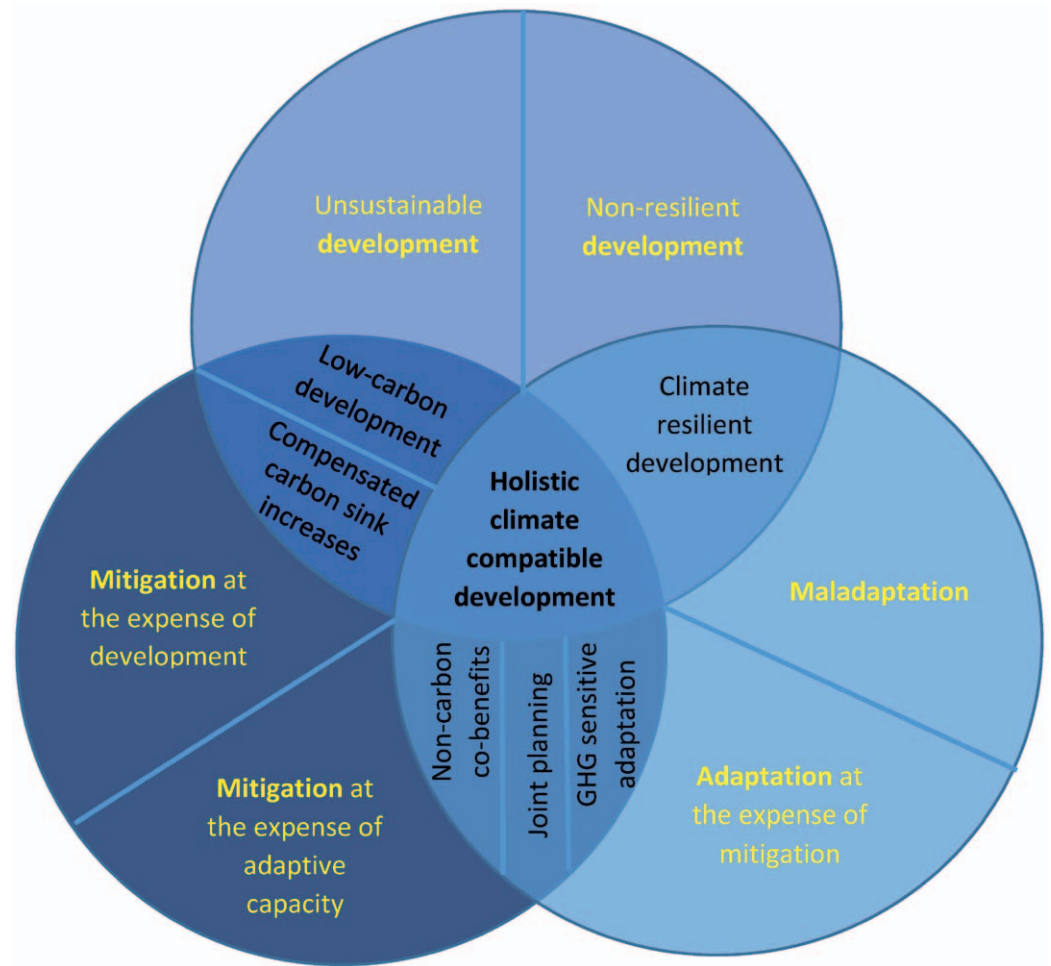 Unsustainable
development
Non-resilient
development
Low-carbon
development
Compensated
carbon sink
increases
Climate
resilient
development
Holistic
climate
compatible
development
Mitigation at
the expense of
development
Maladaptation
Non-carbon
co-benefits
Joint planning
GHG sensitive
adaptation
Mitigation at
the expense of
adaptive
capacity
Adaptation at
the expense of
mitigation